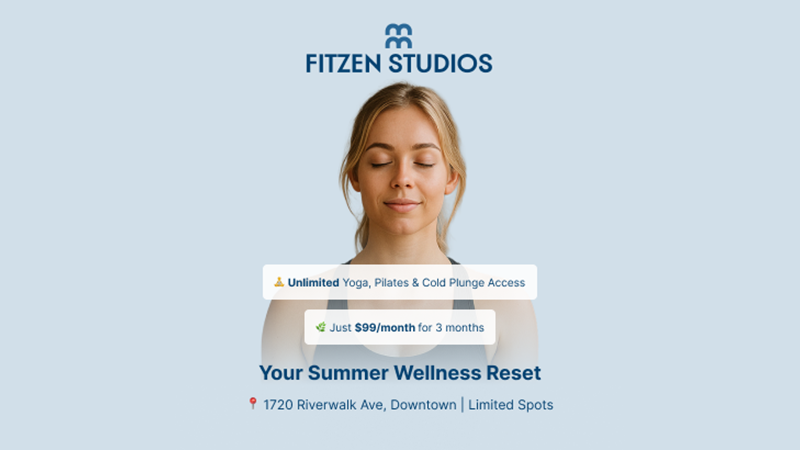 FITZEN STUDIOS
🧘 Unlimited Yoga, Pilates & Cold Plunge Access
🌿 Just $99/month for 3 months
Your Summer Wellness Reset
📍 1720 Riverwalk Ave, Downtown | Limited Spots